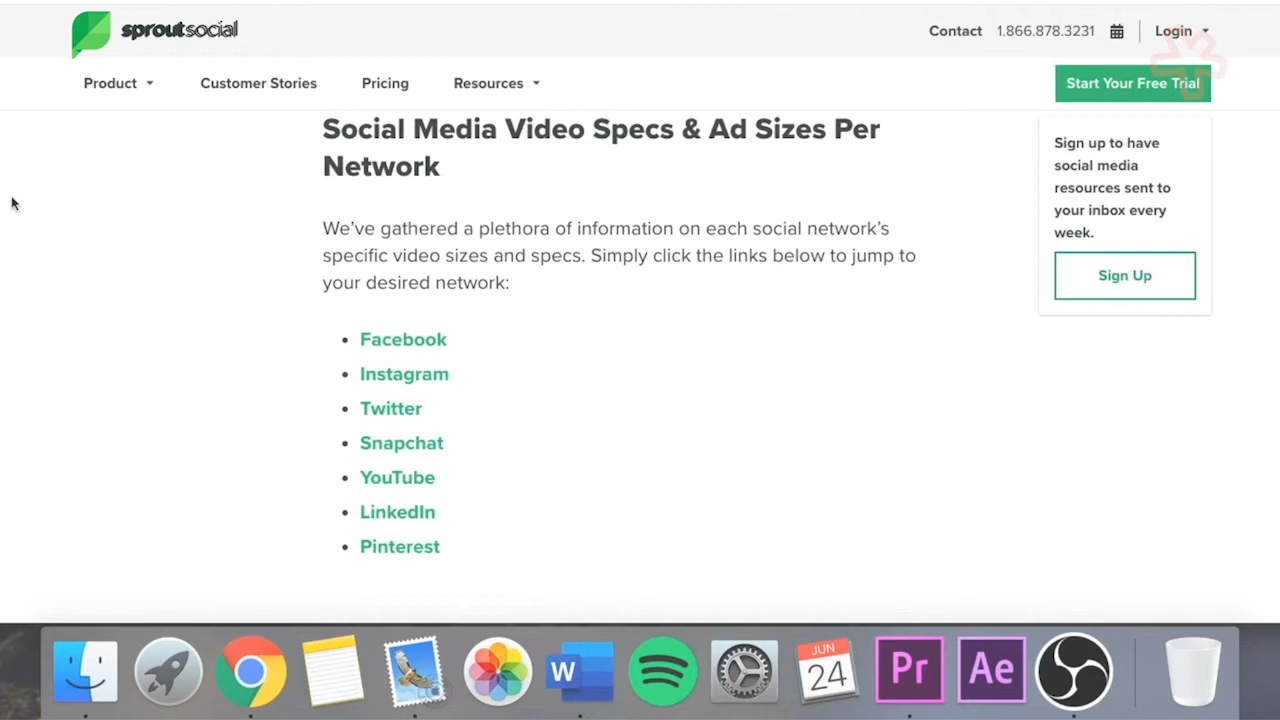 sproutsocial
Contact 1.866.878.3231 Login
Product Customer Stories Pricing Resources Start Your Free Trial
Social Media Video Specs & Ad Sizes Per
Network
We’ve gathered a plethora of information on each social network’s
specific video sizes and specs. Simply click the links below to jump to
your desired network:
• Facebook
• Instagram
• Twitter
• Snapchat
• YouTube
• LinkedIn
• Pinterest
Sign up to have
social media
resources sent to
your inbox every
week.
Sign Up
W
JUN
24
Pr
Ae